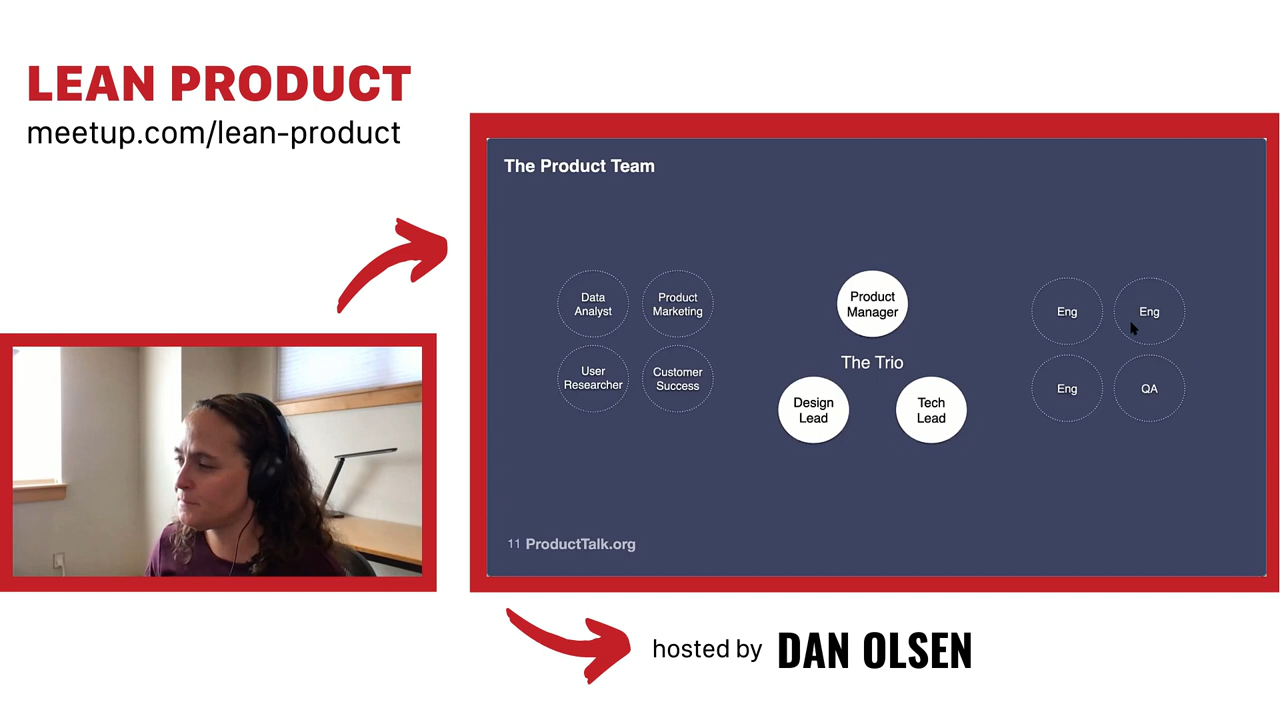 LEAN PRODUCT
meetup.com/lean-product
The Product Team
Data
Analyst
Product
Marketing
User
Researcher
Customer
Success
Product
Manager
The Trio
Design
Lead
Tech
Lead
Eng
Eng
Eng
QA
11 ProductTalk.org
hosted by DAN OLSEN